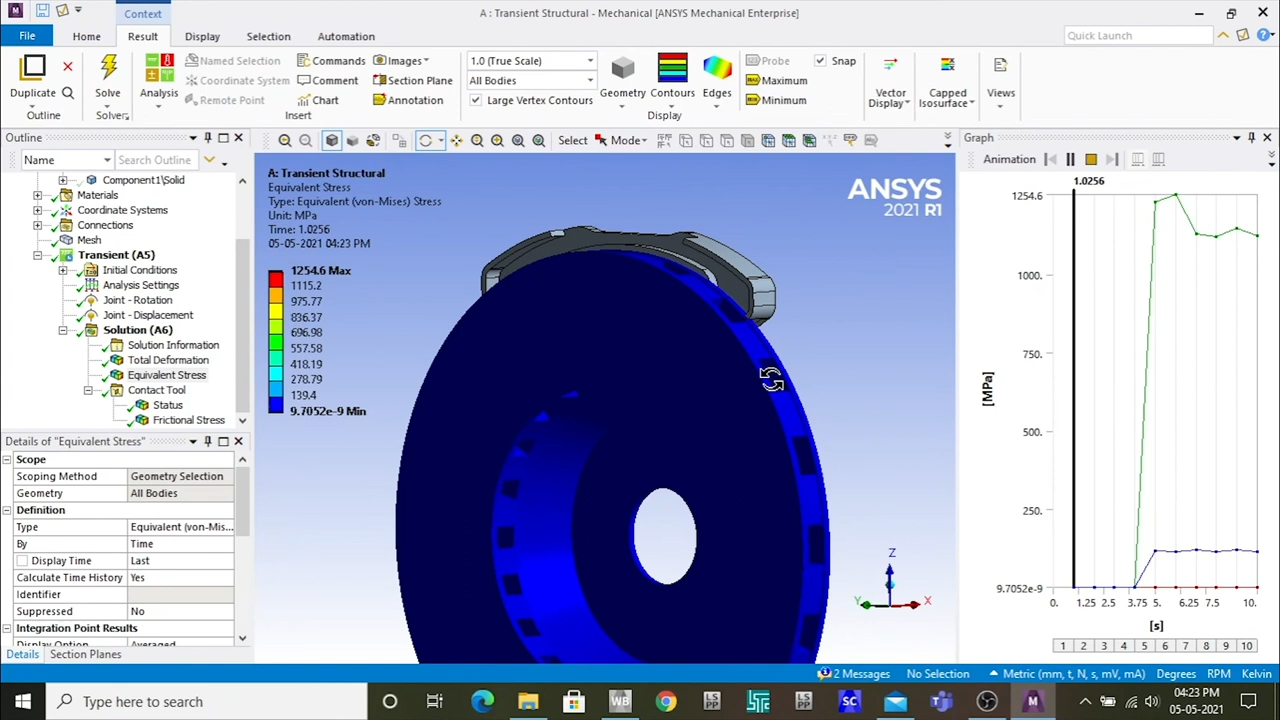 Context
A : Transient Structural - Mechanical [ANSYS Mechanical Enterprise]
File Home Result Display Selection Automation Quick Launch
Duplicate
Outline
Solve
Solver
Analysis
Named Selection
Coordinate System
Remote Point
Commands
Comment
Chart
Images
Section Plane
Annotation
Insert
1.0 (True Scale)
All Bodies
Large Vertex Contours
Geometry
Contours
Edges
Probe
Maximum
Minimum
Snap
Display
Vector
Display
Capped
Isosurface
Views
Outline
Name Search Outline
Component1\Solid
Materials
Coordinate Systems
Connections
Mesh
Transient (A5)
Initial Conditions
Analysis Settings
Joint - Rotation
Joint - Displacement
Solution (A6)
Solution Information
Total Deformation
Equivalent Stress
Contact Tool
Status
Frictional Stress
Details of "Equivalent Stress"
Scope
Scoping Method Geometry Selection
Geometry All Bodies
Definition
Type Equivalent (von-Mis...
By Time
Display Time Last
Calculate Time History Yes
Identifier
Suppressed No
Integration Point Results
Display Option Averaged
Details Section Planes
Select Mode
A: Transient Structural
Equivalent Stress
Type: Equivalent (von-Mises) Stress
Unit: MPa
Time: 1.0256
05-05-2021 04:23 PM
1254.6 Max
1115.2
975.77
836.37
696.98
557.58
418.19
278.79
139.4
9.7052e-9 Min
ANSYS
2021 R1
Z
Y
X
Graph
Animation
1.0256
1254.6
1000.
750.
500.
250.
9.7052e-9
[MPa]
0. 1.25 2.5 3.75 5. 6.25 7.5 10.
[s]
1 2 3 4 5 6 7 8 9 10
2 Messages No Selection Metric (mm, t, N, s, mV, mA) Degrees RPM Kelvin
Type here to search
WB
LS
PP
LS
PP
SC
M
04:23 PM
05-05-2021